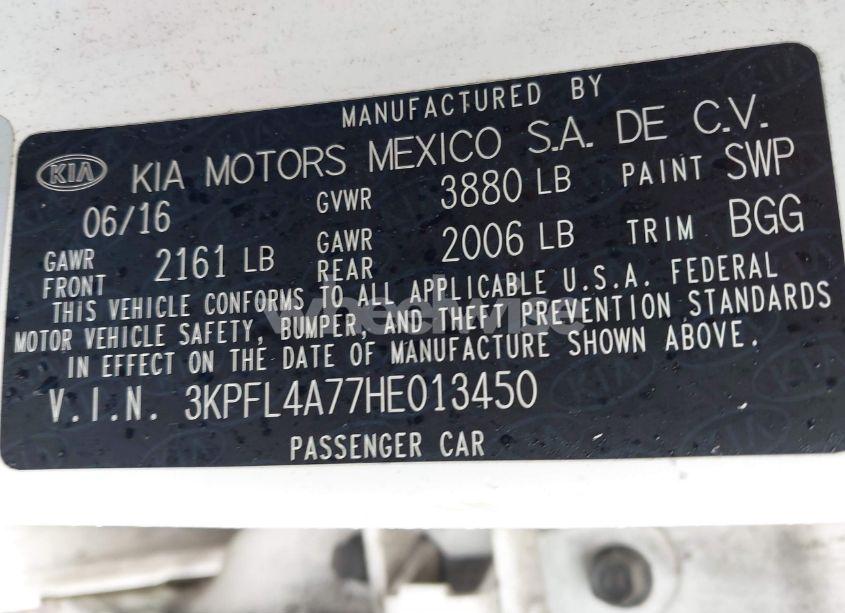 MANUFACTURED BY
KIA KIA MOTORS MEXICO S.A. DE C.V.
06/16 GVWR 3880 LB PAINT SWP
GAWR FRONT 2161 LB GAWR REAR 2006 LB TRIM BGG
THIS VEHICLE CONFORMS TO ALL APPLICABLE U.S.A. FEDERAL
MOTOR VEHICLE SAFETY, BUMPER, AND THEFT PREVENTION STANDARDS
IN EFFECT ON THE DATE OF MANUFACTURE SHOWN ABOVE.
V.I.N. 3KPFL4A77HE013450
PASSENGER CAR